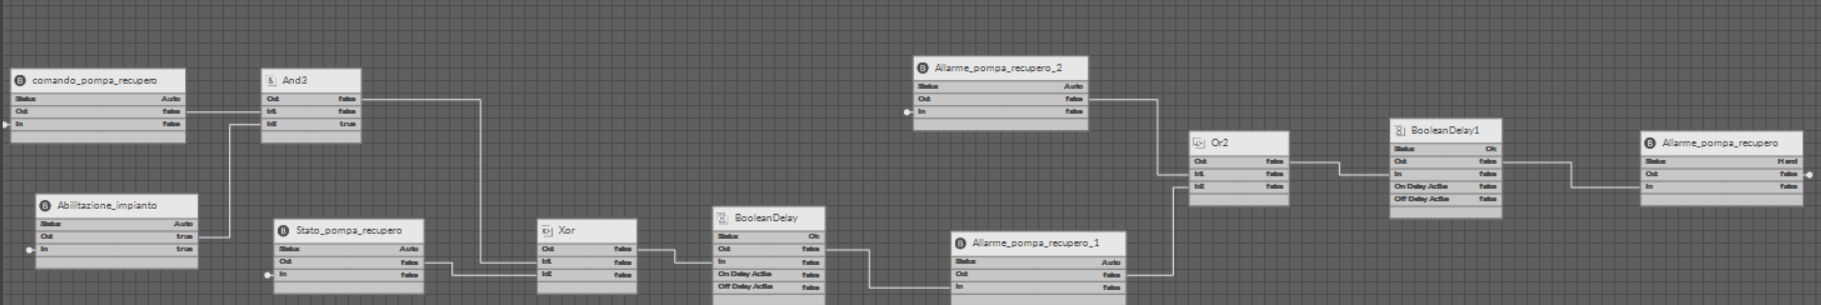 comando_pompa_recupero
Status Auto
Out false
In false
And3
Out false
In1 false
In2 true
Abilitazione_impianto
Status Auto
Out true
In true
Stato_pompa_recupero
Status Auto
Out false
In false
Xor
Out false
In1 false
In2 false
BooleanDelay
Status Ok
Out false
In false
On Delay Active false
Off Delay Active false
Allarme_pompa_recupero_2
Status Auto
Out false
In false
Allarme_pompa_recupero_1
Status Auto
Out false
In false
Or2
Out false
In1 false
In2 false
BooleanDelay1
Status Ok
Out false
In false
On Delay Active false
Off Delay Active false
Allarme_pompa_recupero
Status Hand
Out false
In false